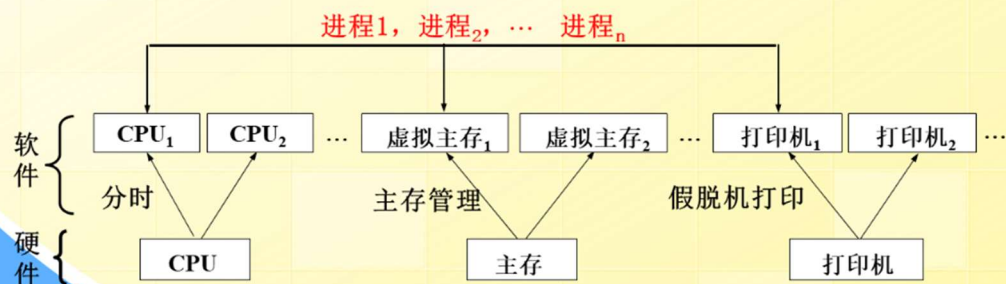 进程1，进程₂，… 进程ₙ
软件
CPU₁ CPU₂ … 虚拟主存₁ 虚拟主存₂ … 打印机₁ 打印机₂ …
分时 主存管理 假脱机打印
硬件
CPU 主存 打印机